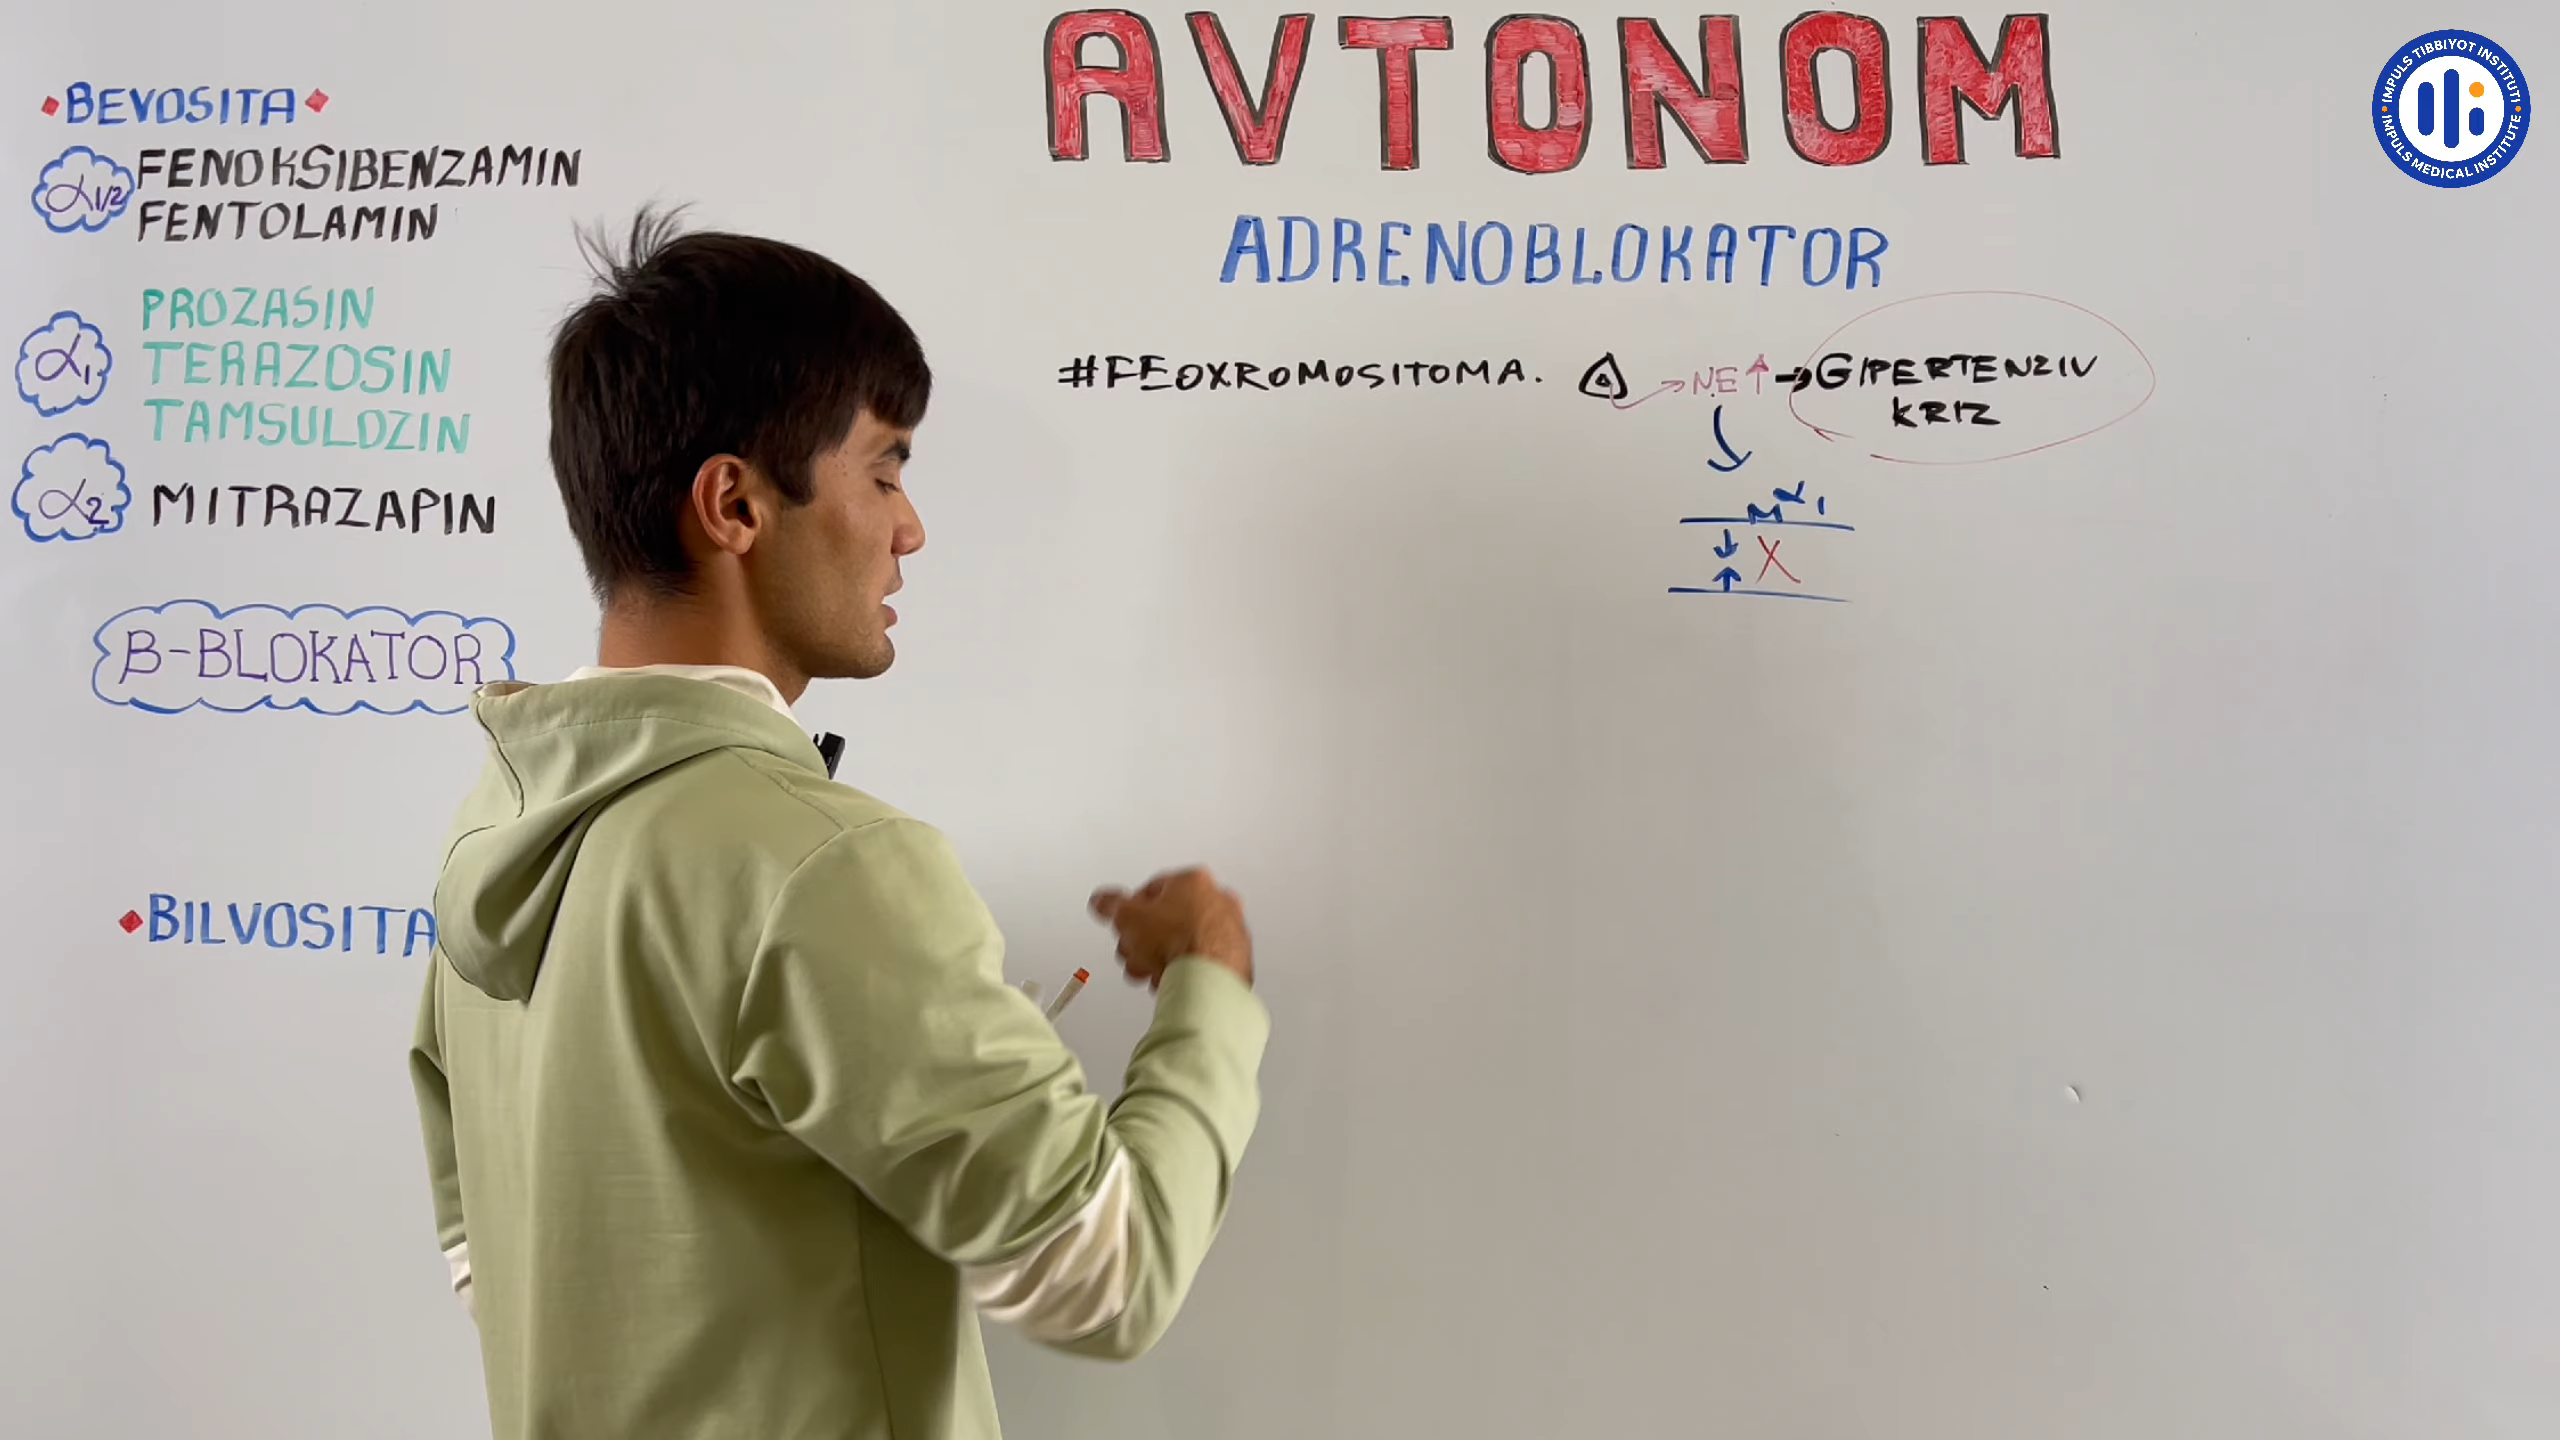 AVTONOM
ADRENOBLOKATOR
BEVOSITA
α1/2 FENOKSIBENZAMIN
FENTOLAMIN
α1 PROZASIN
TERAZOSIN
TAMSULOZIN
α2 MITRAZAPIN
β-BLOKATOR
BILVOSITA
#FEOXROMOSITOMA. NE↑ → GIPERTENZIV
KRIZ
α1
X
IMPULS TIBBIYOT INSTITUTI
IMPULS MEDICAL INSTITUTE